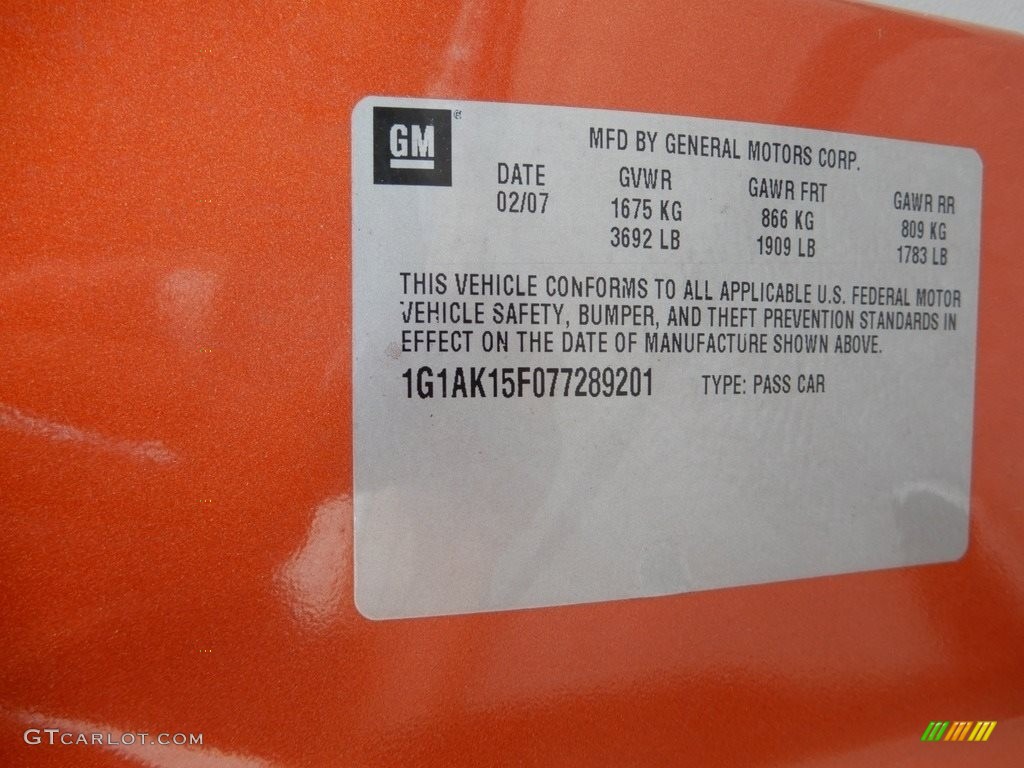 GM®
MFD BY GENERAL MOTORS CORP.
DATE GVWR GAWR FRT GAWR RR
02/07 1675 KG 866 KG 809 KG
3692 LB 1909 LB 1783 LB
THIS VEHICLE CONFORMS TO ALL APPLICABLE U.S. FEDERAL MOTOR
VEHICLE SAFETY, BUMPER, AND THEFT PREVENTION STANDARDS IN
EFFECT ON THE DATE OF MANUFACTURE SHOWN ABOVE.
1G1AK15F077289201 TYPE: PASS CAR
GTCARLOT.COM